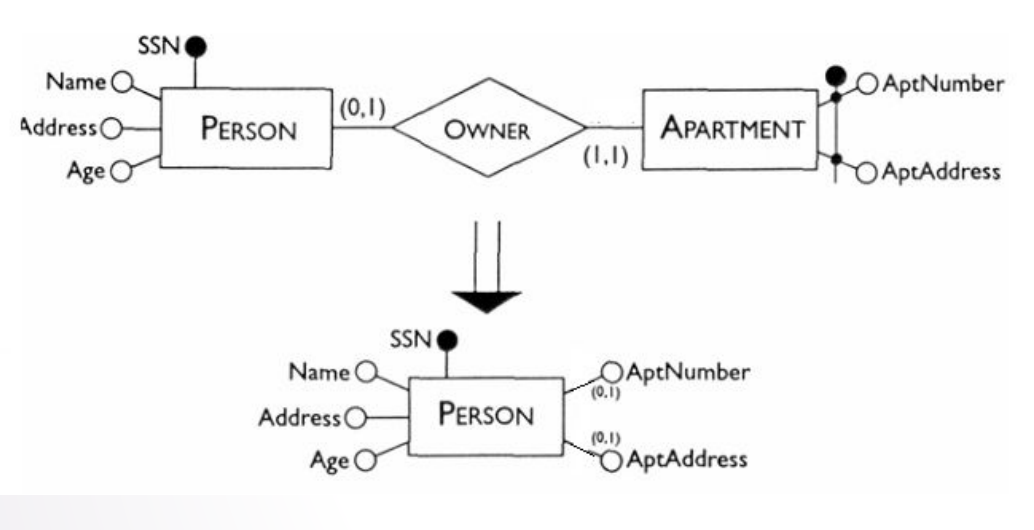 SSN
Name
Address
Age
PERSON
(0,1)
OWNER
(1,1)
APARTMENT
AptNumber
AptAddress
SSN
Name
Address
Age
PERSON
AptNumber
(0,1)
(0,1)
AptAddress